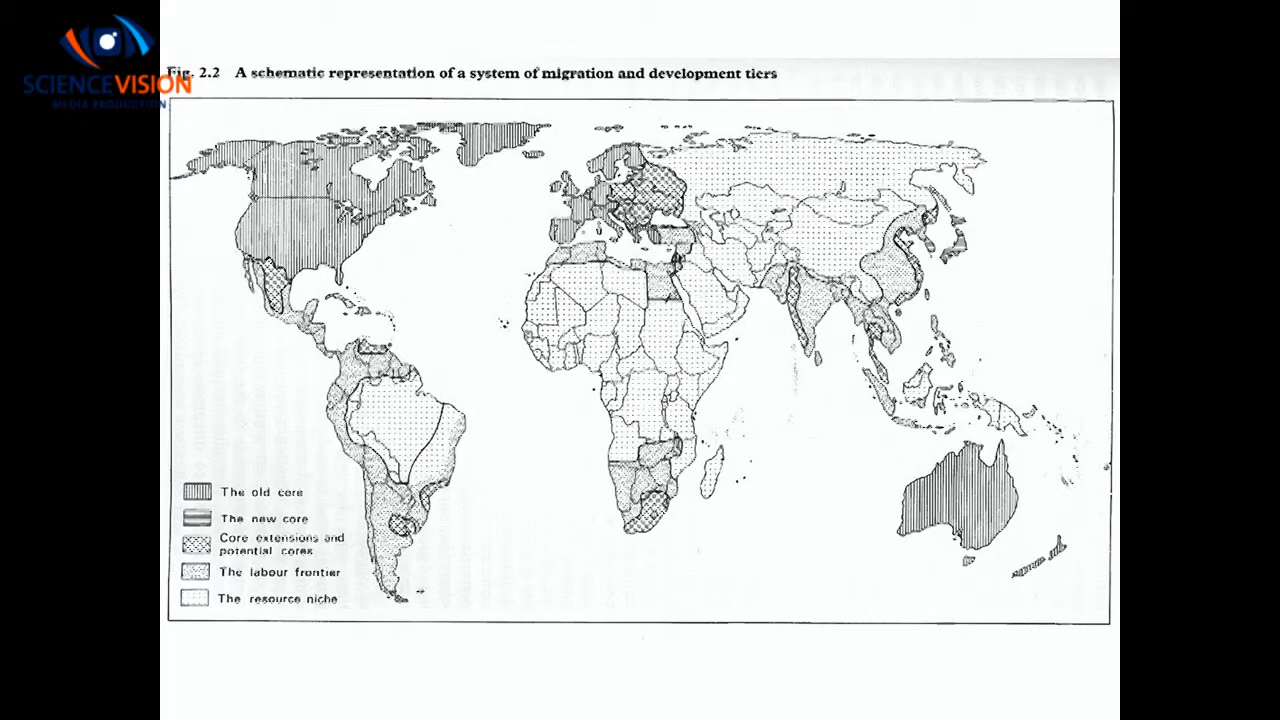 SCIENCEVISION
MEDIA PRODUCTION
Fig. 2.2 A schematic representation of a system of migration and development tiers
The old core
The new core
Core extensions and
potential cores
The labour frontier
The resource niche